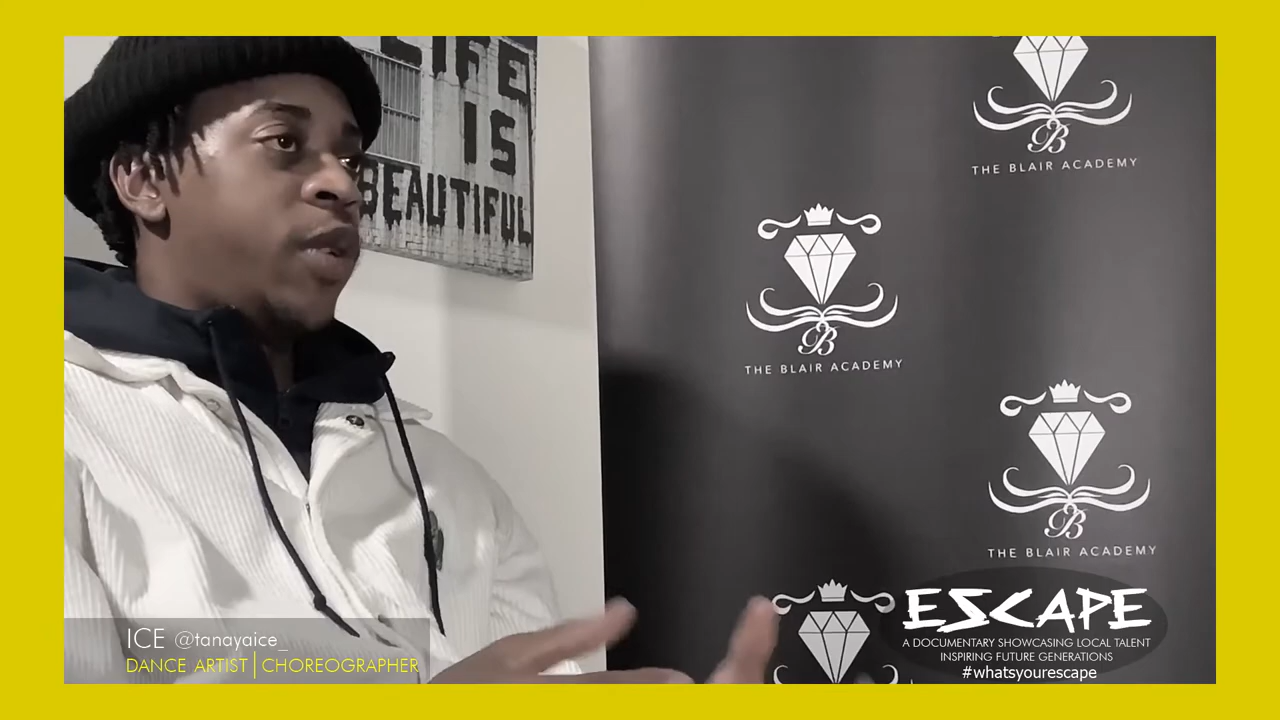 LIFE
IS
BEAUTIFUL
B
THE BLAIR ACADEMY
B
THE BLAIR ACADEMY
B
THE BLAIR ACADEMY
ICE @tanayaice_
DANCE ARTIST | CHOREOGRAPHER
ESCAPE
A DOCUMENTARY SHOWCASING LOCAL TALENT
INSPIRING FUTURE GENERATIONS
#whatsyourescape